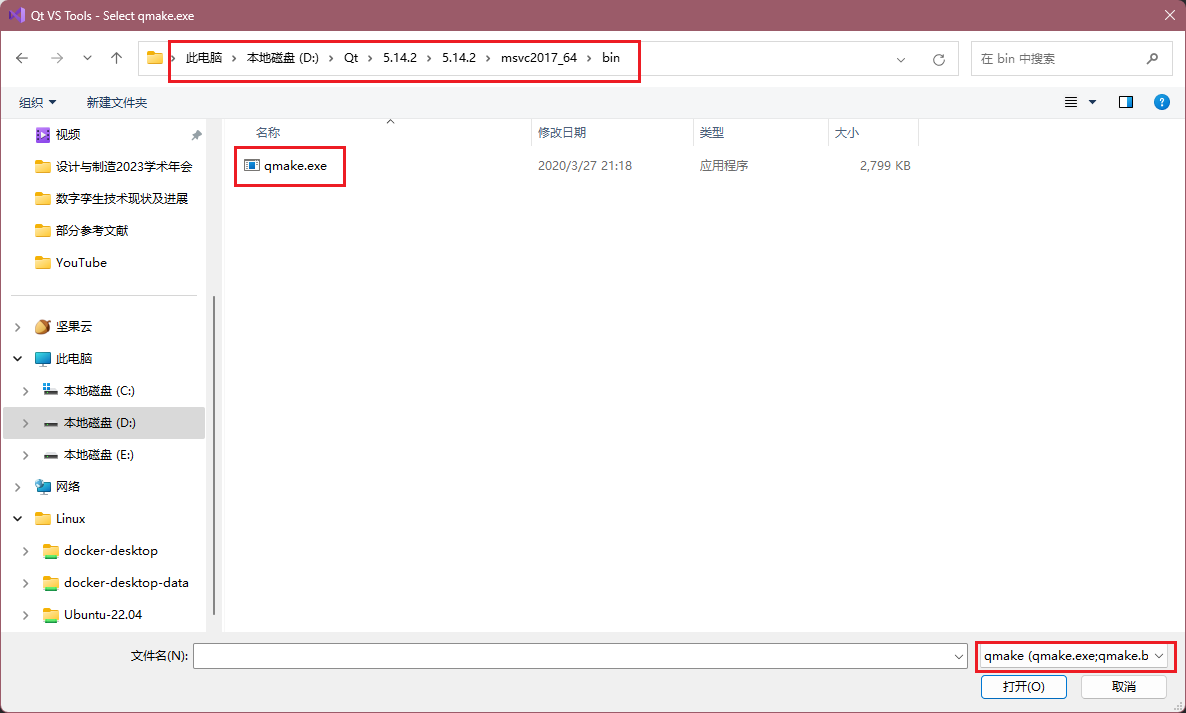 Qt VS Tools - Select qmake.exe
此电脑 > 本地磁盘 (D:) > Qt > 5.14.2 > 5.14.2 > msvc2017_64 > bin
在 bin 中搜索
组织 新建文件夹
名称 修改日期 类型 大小
qmake.exe 2020/3/27 21:18 应用程序 2,799 KB
视频
设计与制造2023学术年会
数字孪生技术现状及进展
部分参考文献
YouTube
坚果云
此电脑
本地磁盘 (C:)
本地磁盘 (D:)
本地磁盘 (E:)
网络
Linux
docker-desktop
docker-desktop-data
Ubuntu-22.04
文件名(N): qmake (qmake.exe;qmake.b
打开(O) 取消